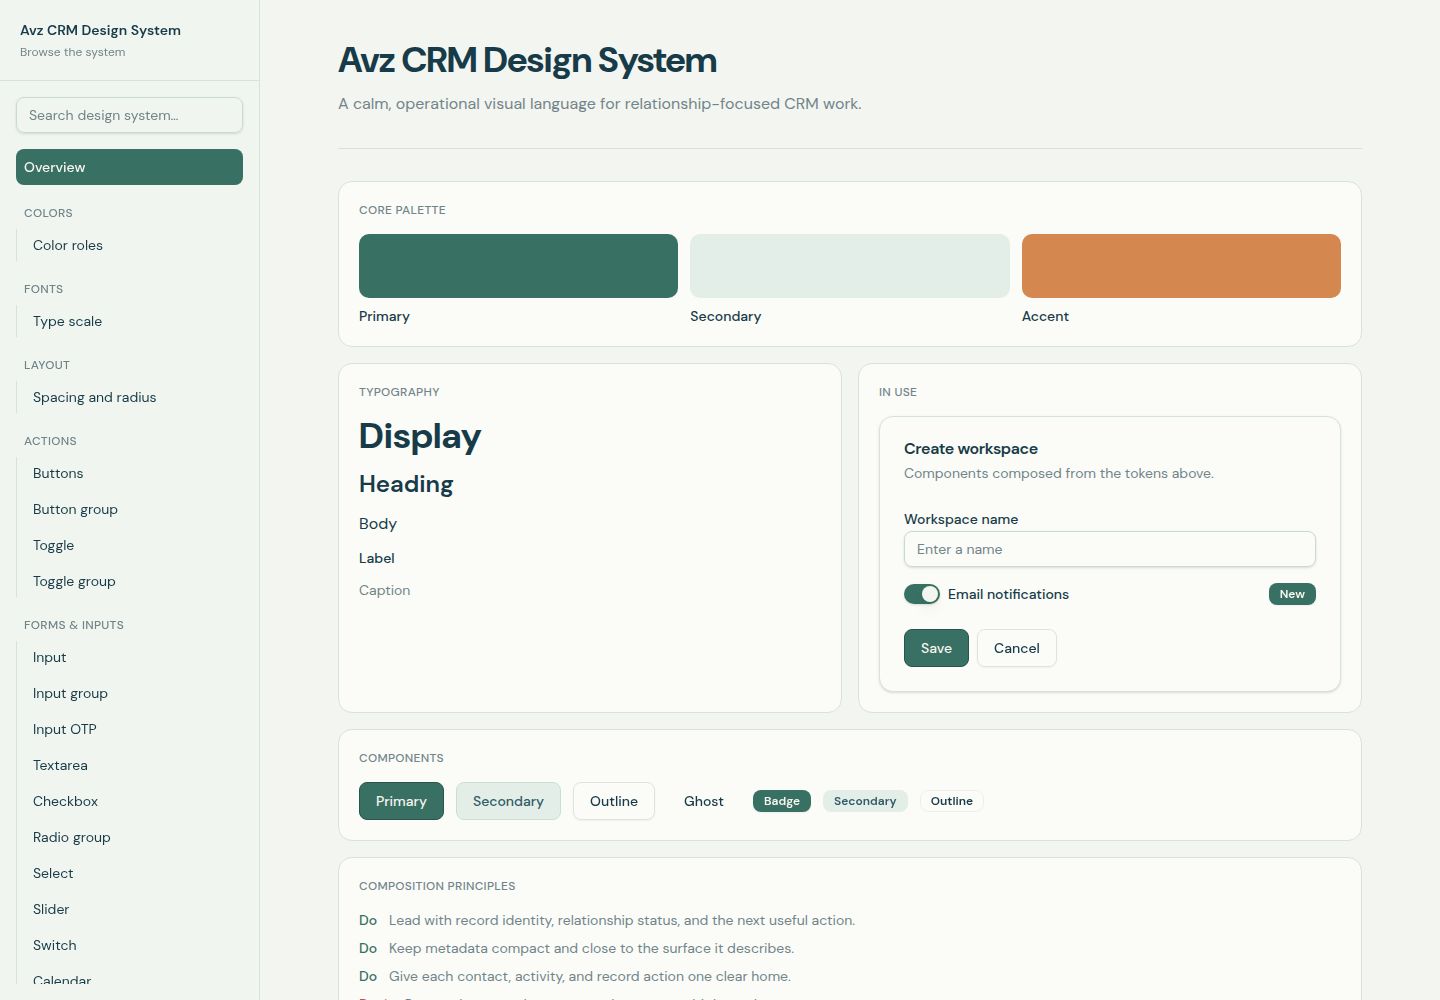 Avz CRM Design System
Browse the system
Search design system...
Overview
COLORS
Color roles
FONTS
Type scale
LAYOUT
Spacing and radius
ACTIONS
Buttons
Button group
Toggle
Toggle group
FORMS & INPUTS
Input
Input group
Input OTP
Textarea
Checkbox
Radio group
Select
Slider
Switch
Calendar
Avz CRM Design System
A calm, operational visual language for relationship-focused CRM work.
CORE PALETTE
Primary
Secondary
Accent
TYPOGRAPHY
Display
Heading
Body
Label
Caption
IN USE
Create workspace
Components composed from the tokens above.
Workspace name
Enter a name
Email notifications
New
Save
Cancel
COMPONENTS
Primary
Secondary
Outline
Ghost
Badge
Secondary
Outline
COMPOSITION PRINCIPLES
Do Lead with record identity, relationship status, and the next useful action.
Do Keep metadata compact and close to the surface it describes.
Do Give each contact, activity, and record action one clear home.